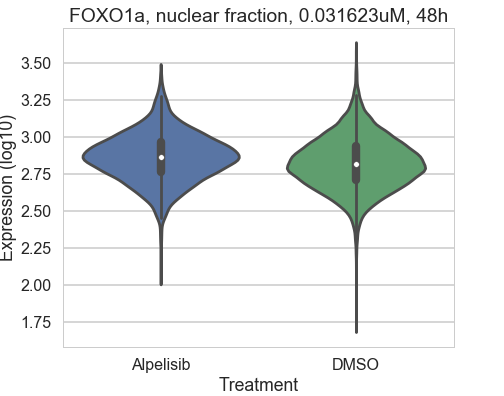 FOXO1a, nuclear fraction, 0.031623uM, 48h
Expression (log10)
3.50
3.25
3.00
2.75
2.50
2.25
2.00
1.75
Alpelisib DMSO
Treatment